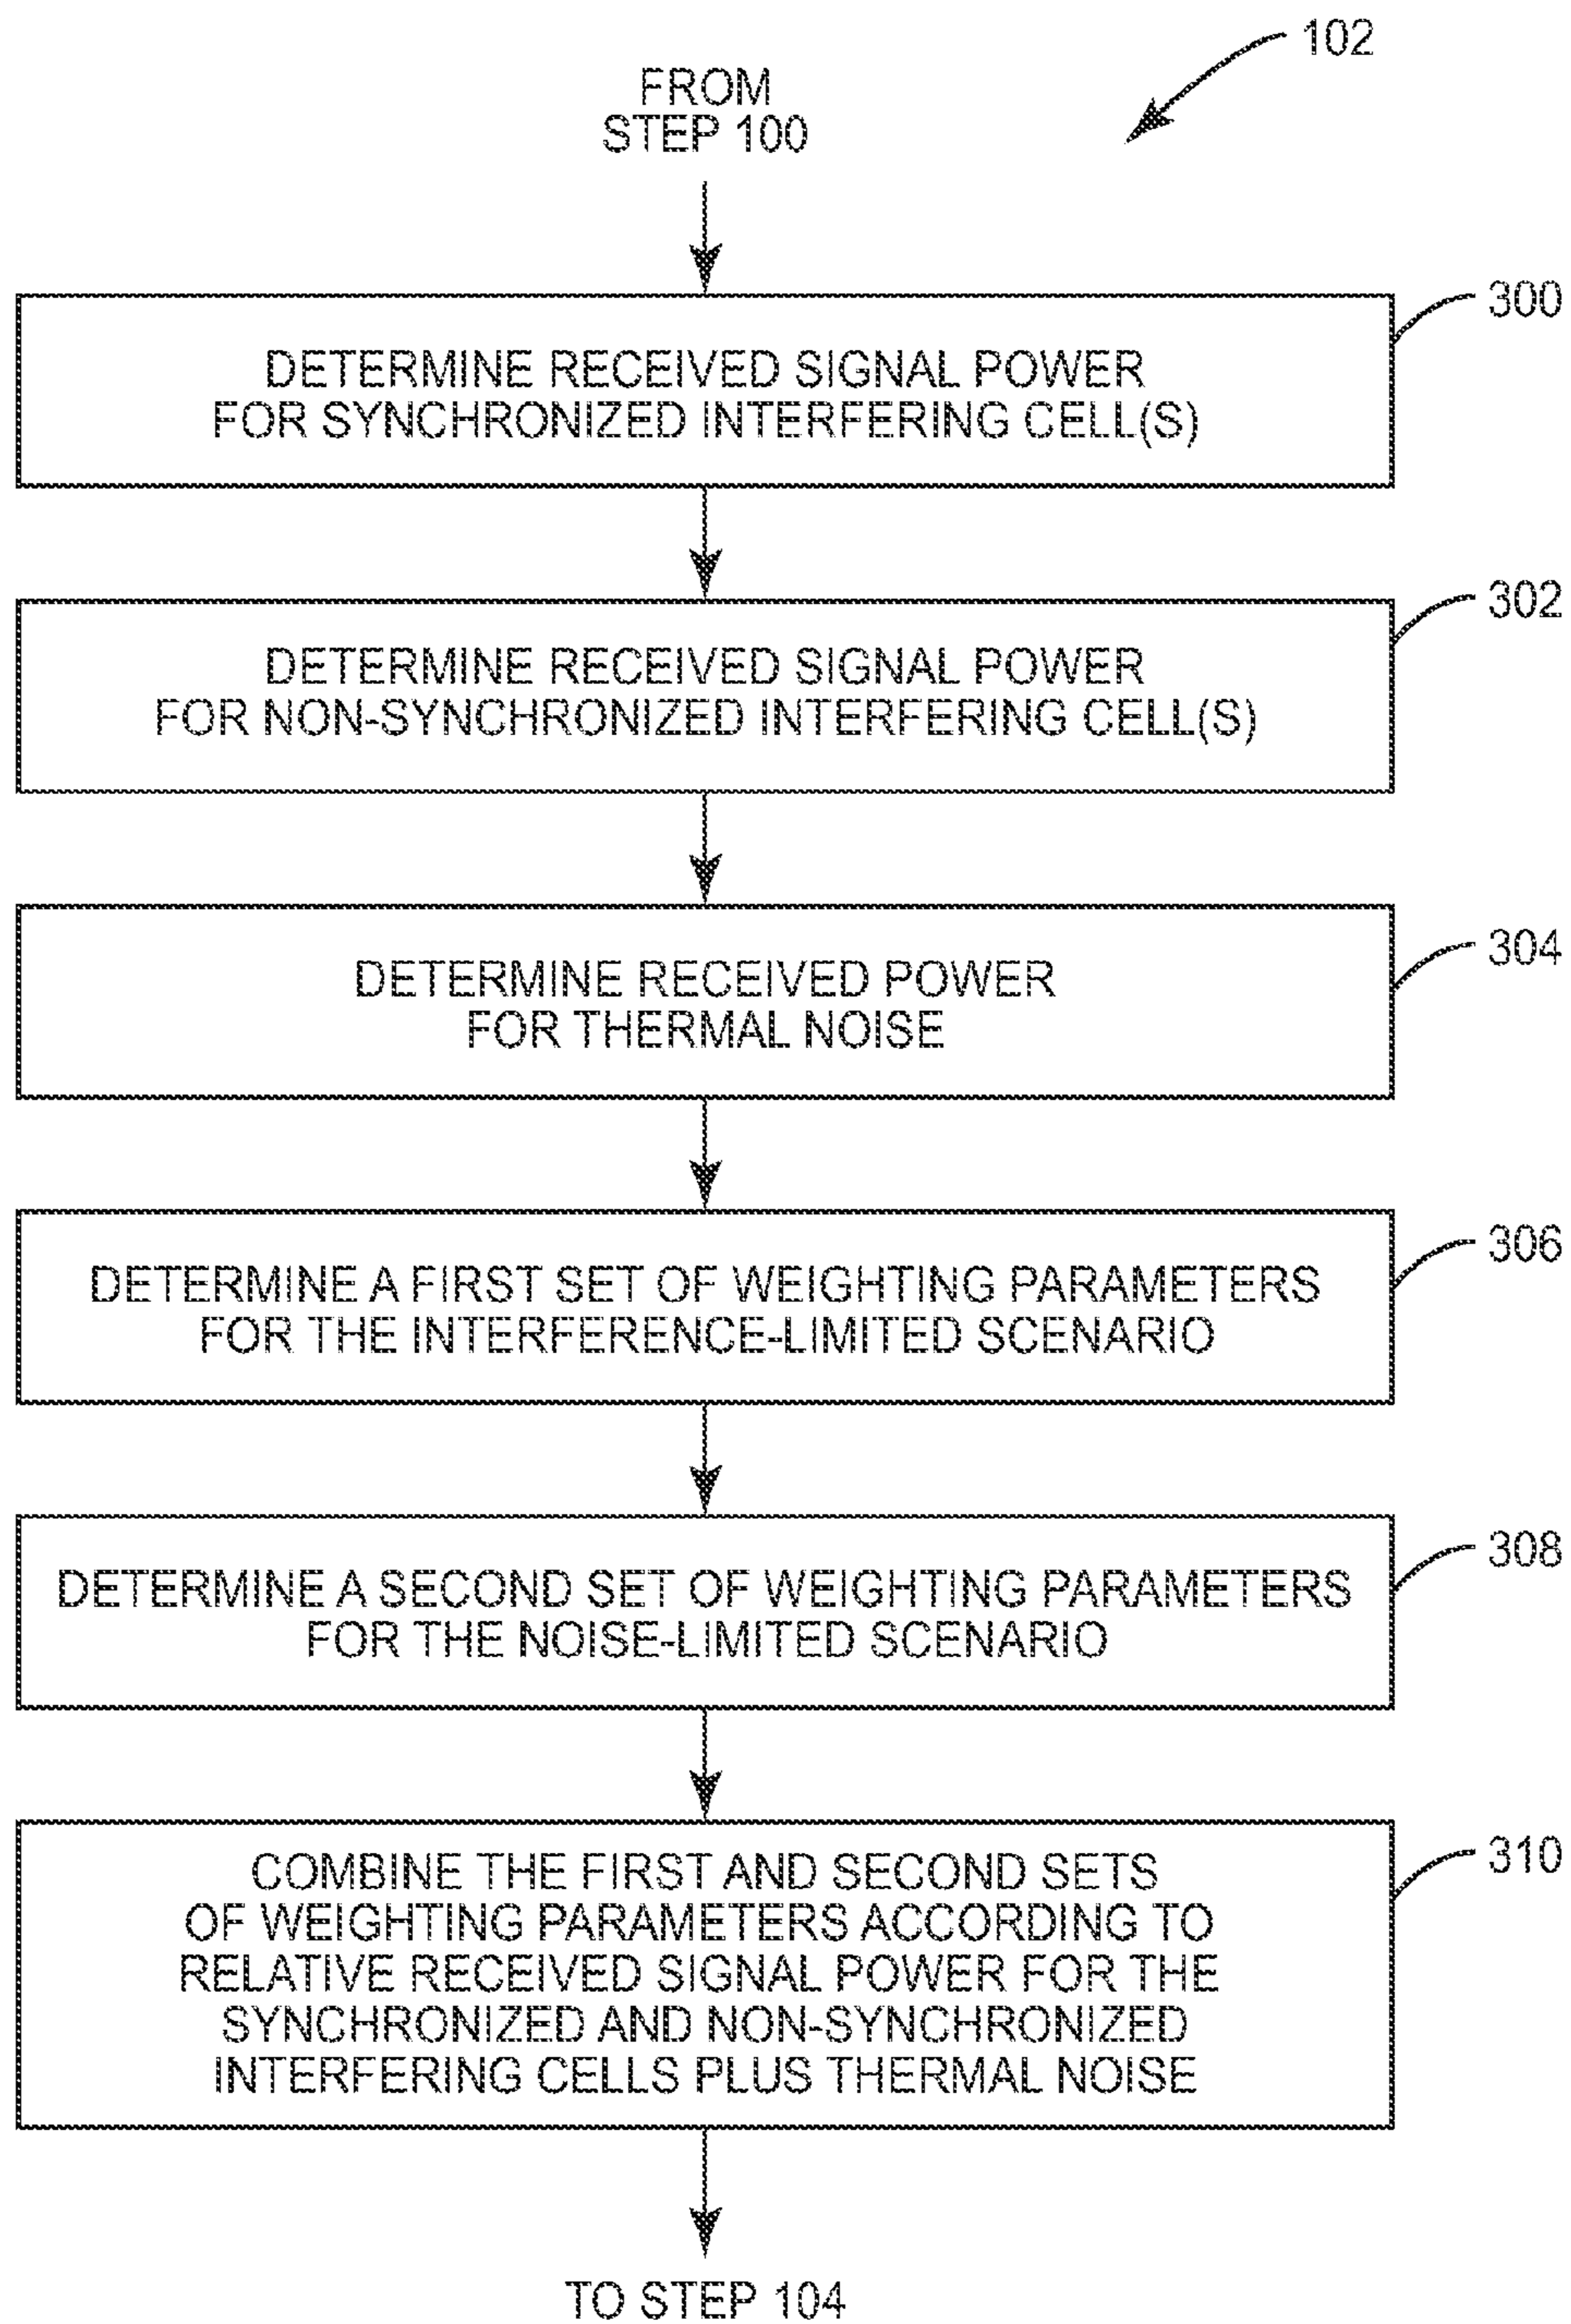 102
FROM
STEP 100
300
DETERMINE RECEIVED SIGNAL POWER
FOR SYNCHRONIZED INTERFERING CELL(S)
302
DETERMINE RECEIVED SIGNAL POWER
FOR NON-SYNCHRONIZED INTERFERING CELL(S)
304
DETERMINE RECEIVED POWER
FOR THERMAL NOISE
306
DETERMINE A FIRST SET OF WEIGHTING PARAMETERS
FOR THE INTERFERENCE-LIMITED SCENARIO
308
DETERMINE A SECOND SET OF WEIGHTING PARAMETERS
FOR THE NOISE-LIMITED SCENARIO
310
COMBINE THE FIRST AND SECOND SETS
OF WEIGHTING PARAMETERS ACCORDING TO
RELATIVE RECEIVED SIGNAL POWER FOR THE
SYNCHRONIZED AND NON-SYNCHRONIZED
INTERFERING CELLS PLUS THERMAL NOISE
TO STEP 104